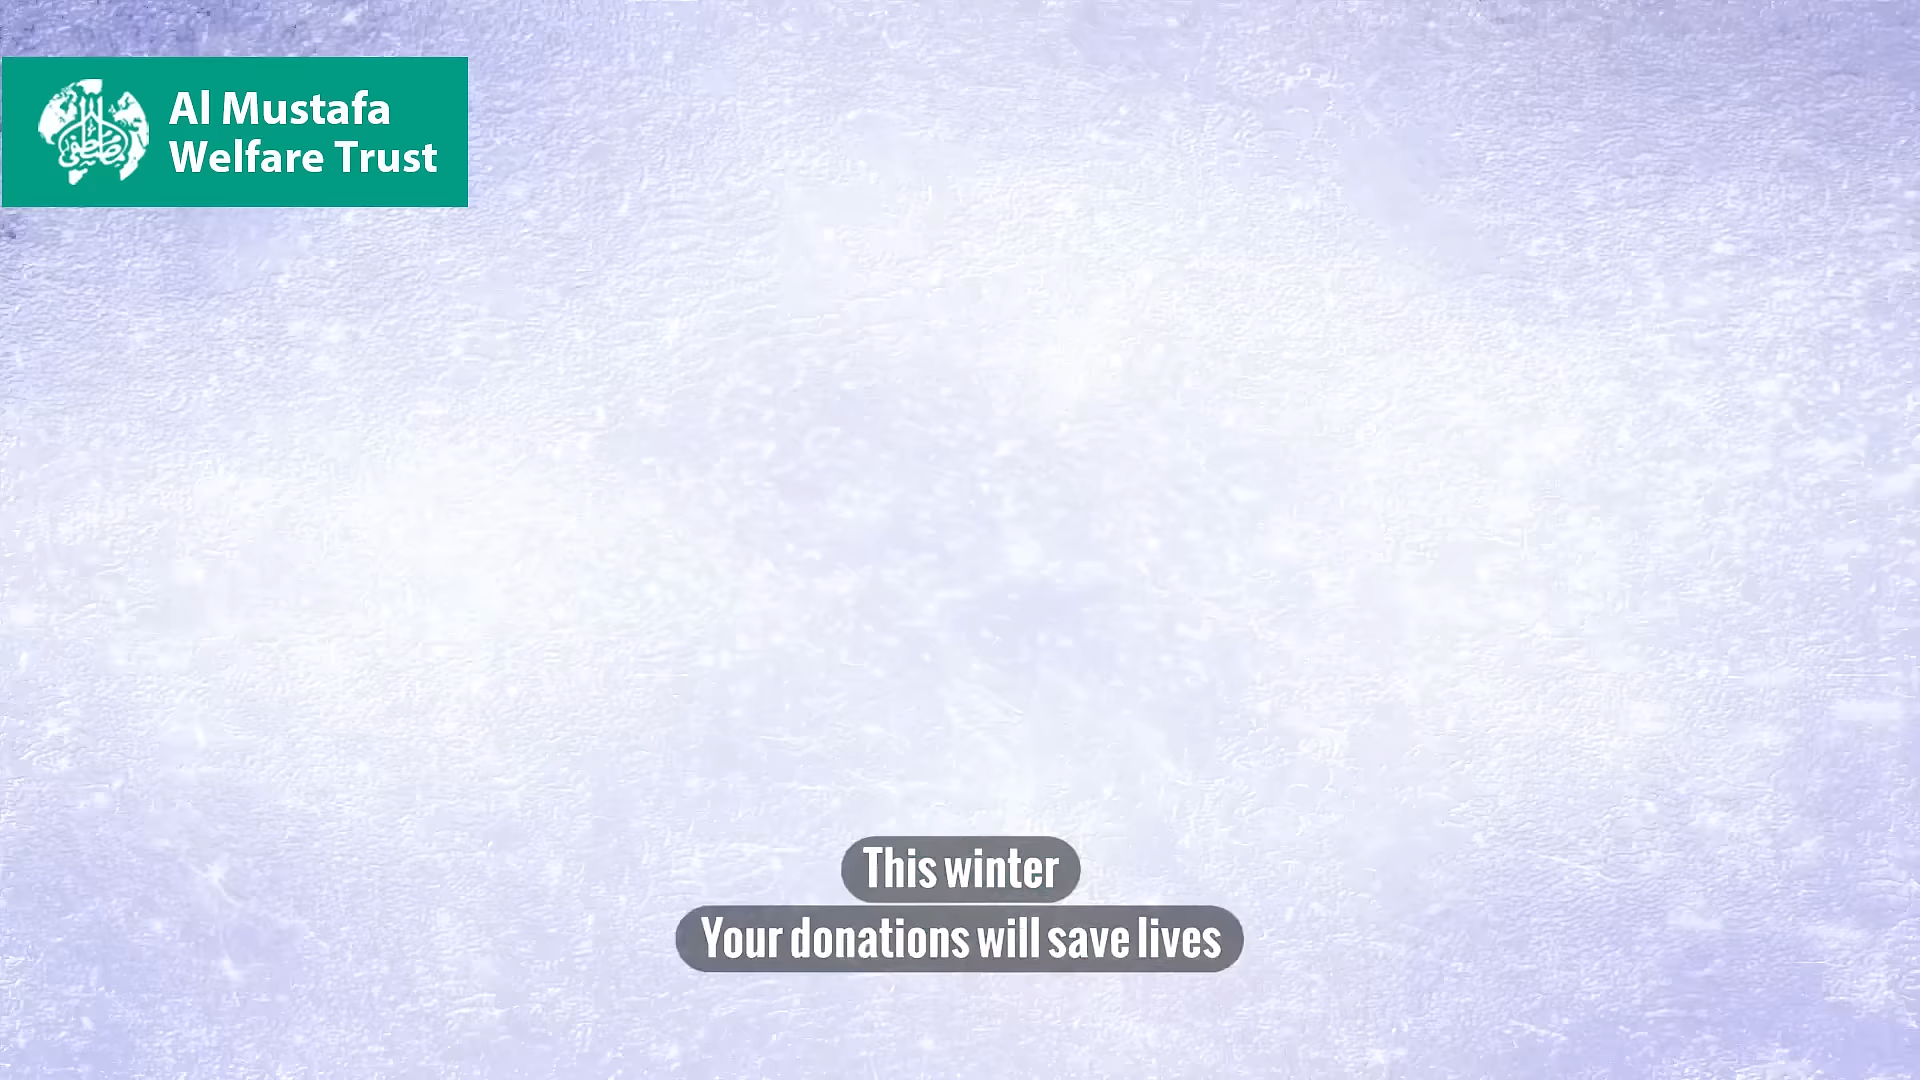 Al Mustafa
Welfare Trust
This winter
Your donations will save lives